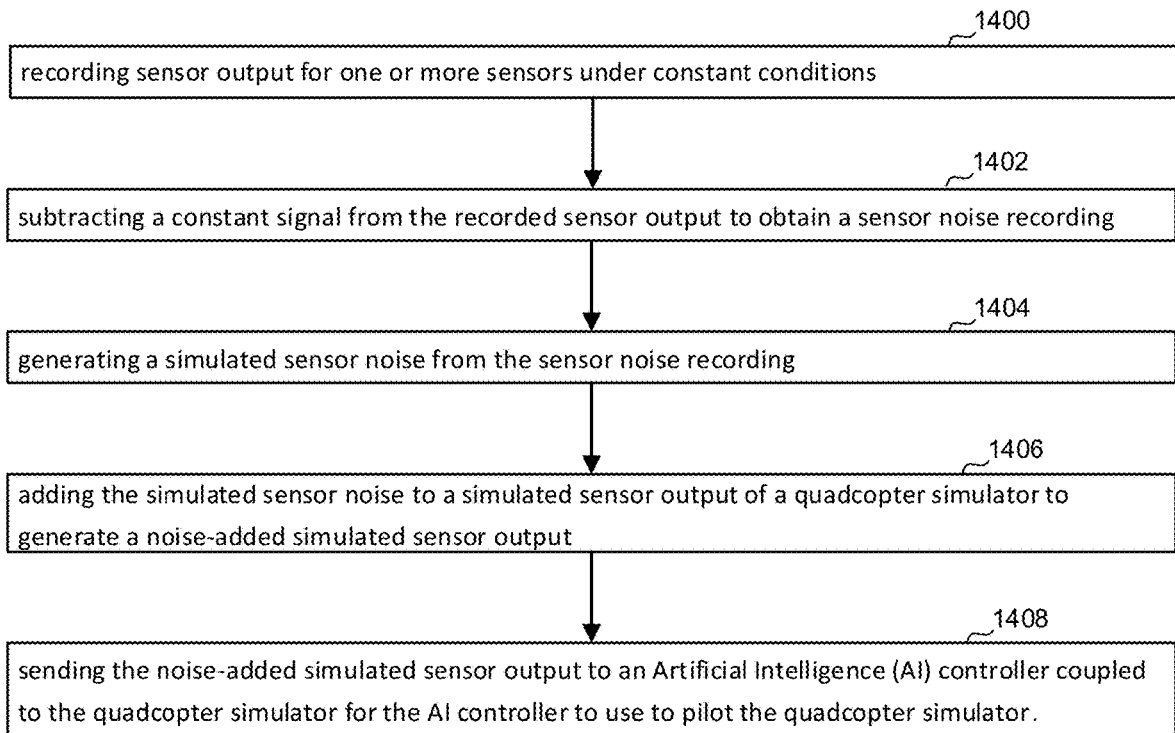 1400
recording sensor output for one or more sensors under constant conditions
1402
subtracting a constant signal from the recorded sensor output to obtain a sensor noise recording
1404
generating a simulated sensor noise from the sensor noise recording
1406
adding the simulated sensor noise to a simulated sensor output of a quadcopter simulator to
generate a noise-added simulated sensor output
1408
sending the noise-added simulated sensor output to an Artificial Intelligence (AI) controller coupled
to the quadcopter simulator for the AI controller to use to pilot the quadcopter simulator.